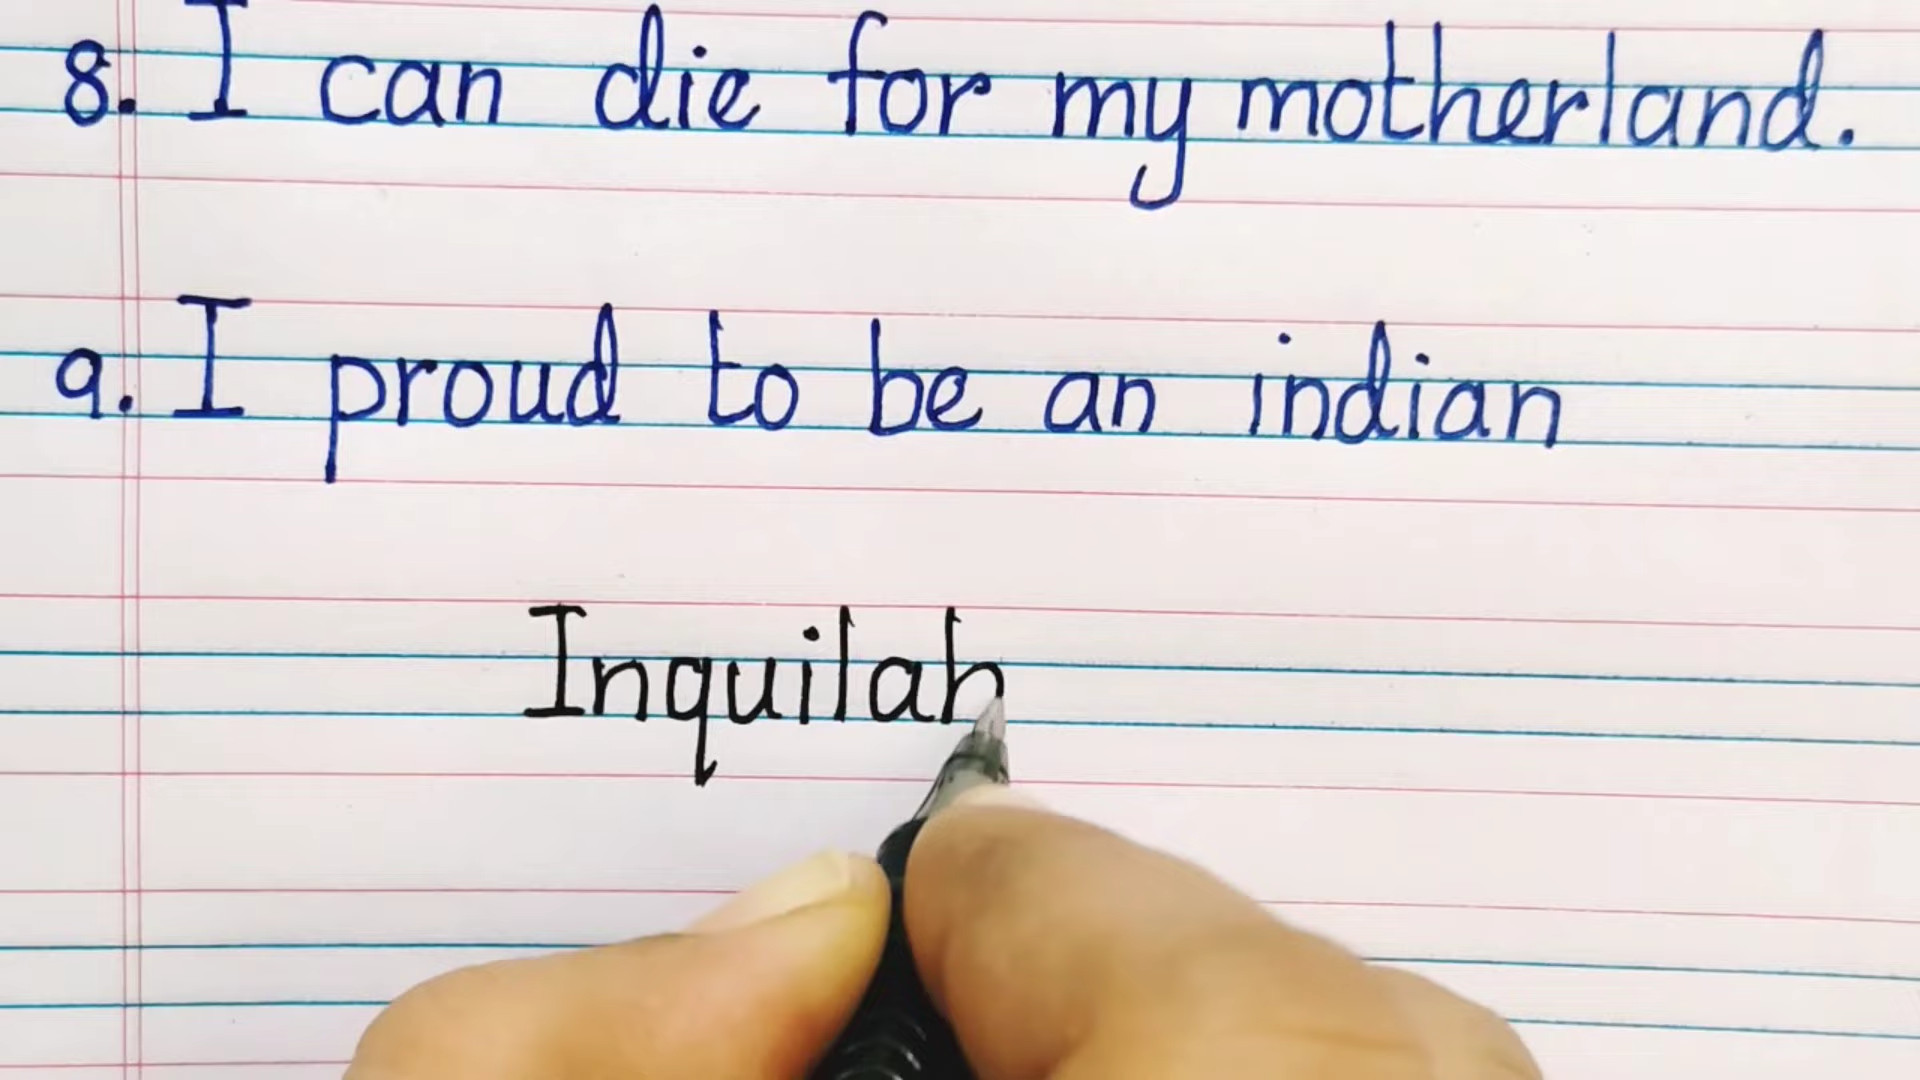 8. I can die for my motherland.
9. I proud to be an indian
Inquilab